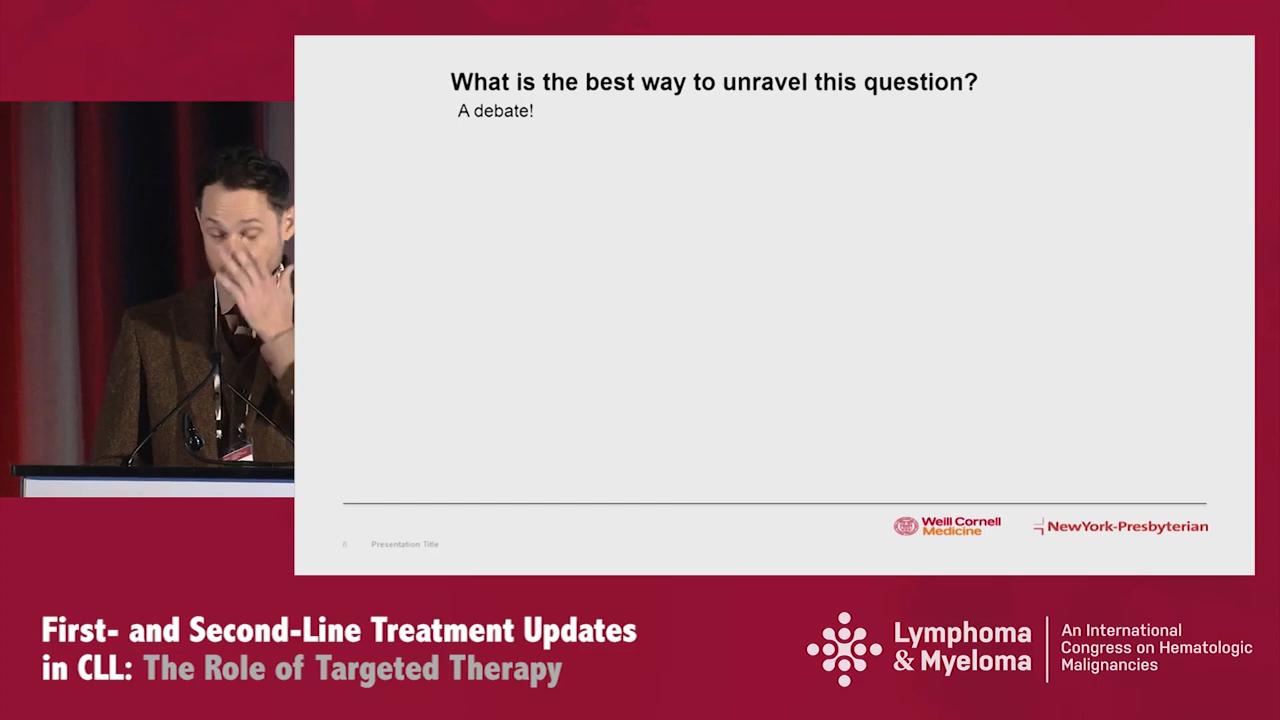 What is the best way to unravel this question?
A debate!
Weill Cornell
Medicine
NewYork-Presbyterian
6 Presentation Title
First- and Second-Line Treatment Updates
in CLL: The Role of Targeted Therapy
Lymphoma
& Myeloma
An International
Congress on Hematologic
Malignancies